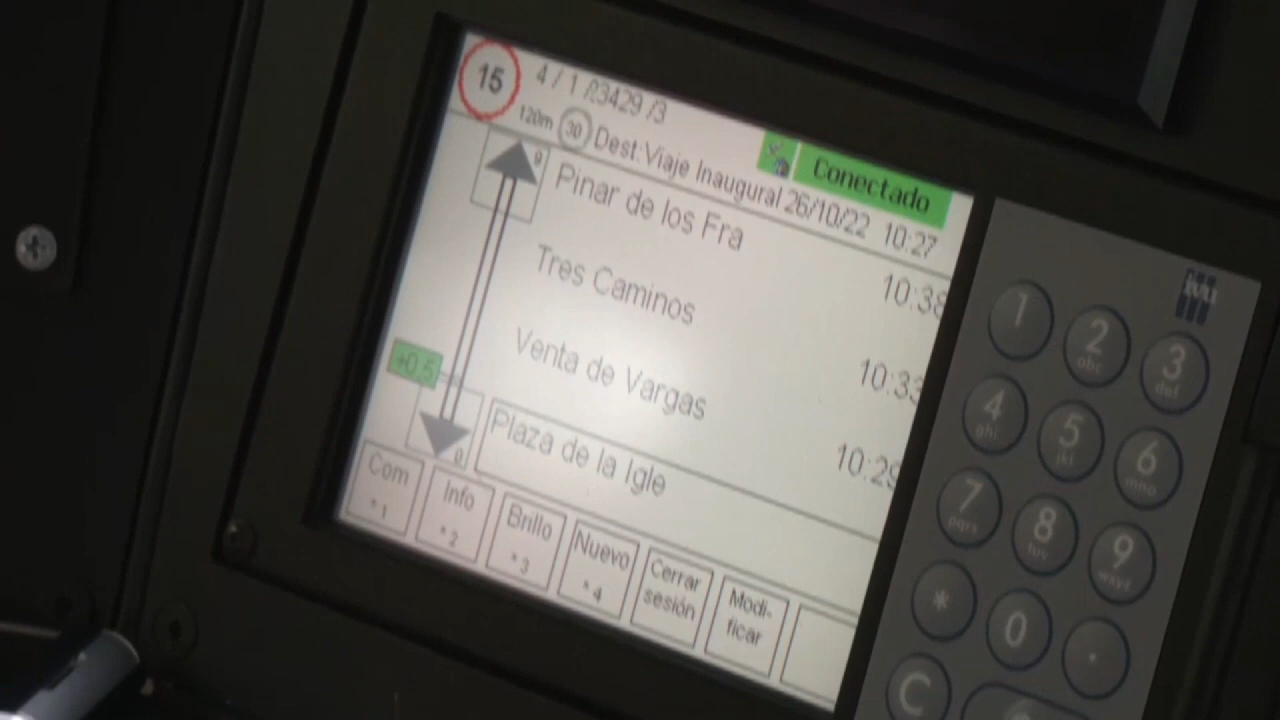 15
4 / 1 /23429 /3
120m 30 Dest:Viaje Inaugural 26/10/22 10:27
Conectado
9
Pinar de los Fra 10:38
Tres Caminos 10:33
Venta de Vargas 10:29
+0,5
Plaza de la Igle
0
Com
*1
Info
*2
Brillo
*3
Nuevo
*4
Cerrar
sesión
Modi-
ficar
ivu
1
2
abc
3
def
4
ghi
5
jkl
6
mno
7
pqrs
8
tuv
9
wxyz
*
0
.
C